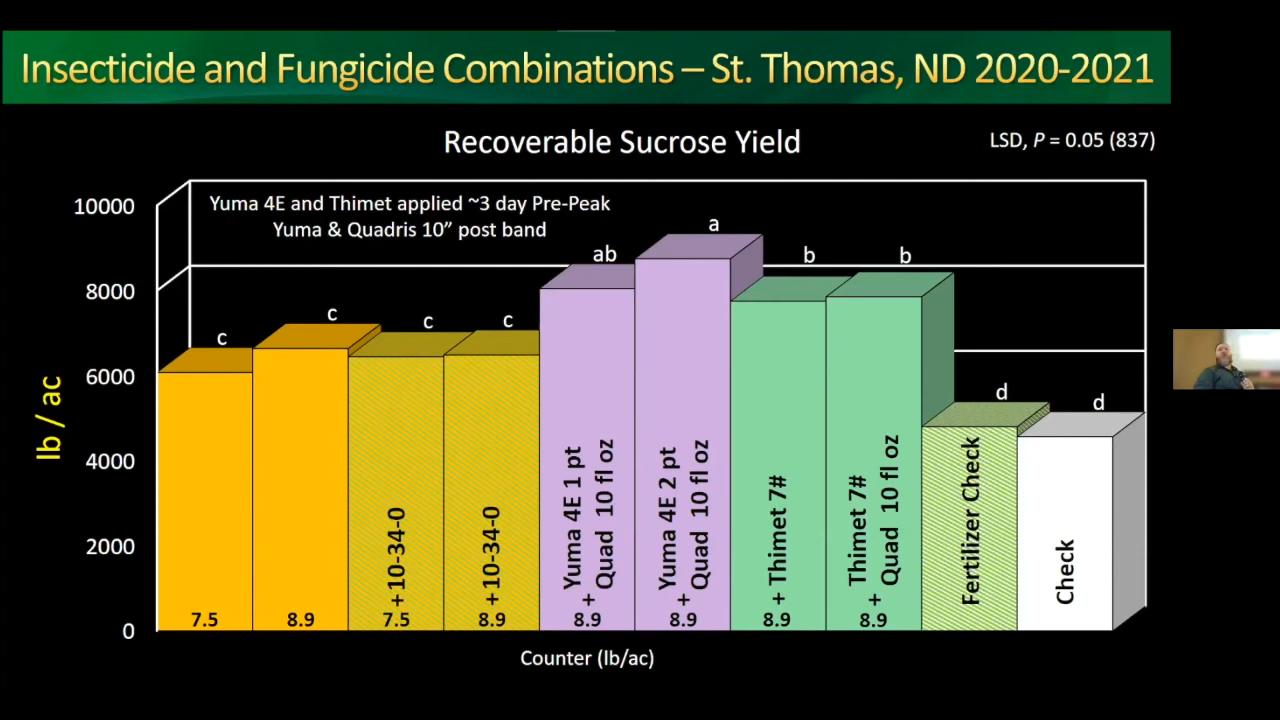 Insecticide and Fungicide Combinations – St. Thomas, ND 2020-2021
Recoverable Sucrose Yield
LSD, P = 0.05 (837)
Yuma 4E and Thimet applied ~3 day Pre-Peak
Yuma & Quadris 10” post band
lb / ac
10000
8000
6000
4000
2000
0
c
c
c
c
ab
a
b
b
d
d
7.5
8.9
+ 10-34-0
7.5
+ 10-34-0
8.9
+ Yuma 4E 1 pt
Quad 10 fl oz
8.9
+ Yuma 4E 2 pt
Quad 10 fl oz
8.9
+ Thimet 7#
8.9
+ Thimet 7#
Quad 10 fl oz
8.9
Fertilizer Check
Check
Counter (lb/ac)